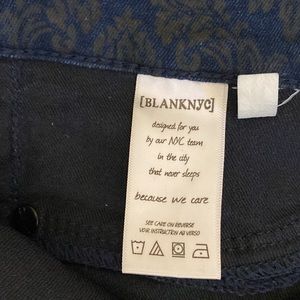 [BLANKNYC]
designed for you
by our NYC team
in the city
that never sleeps
because we care
SEE CARE ON REVERSE
VOIR INSTRUCTION AU VERSO